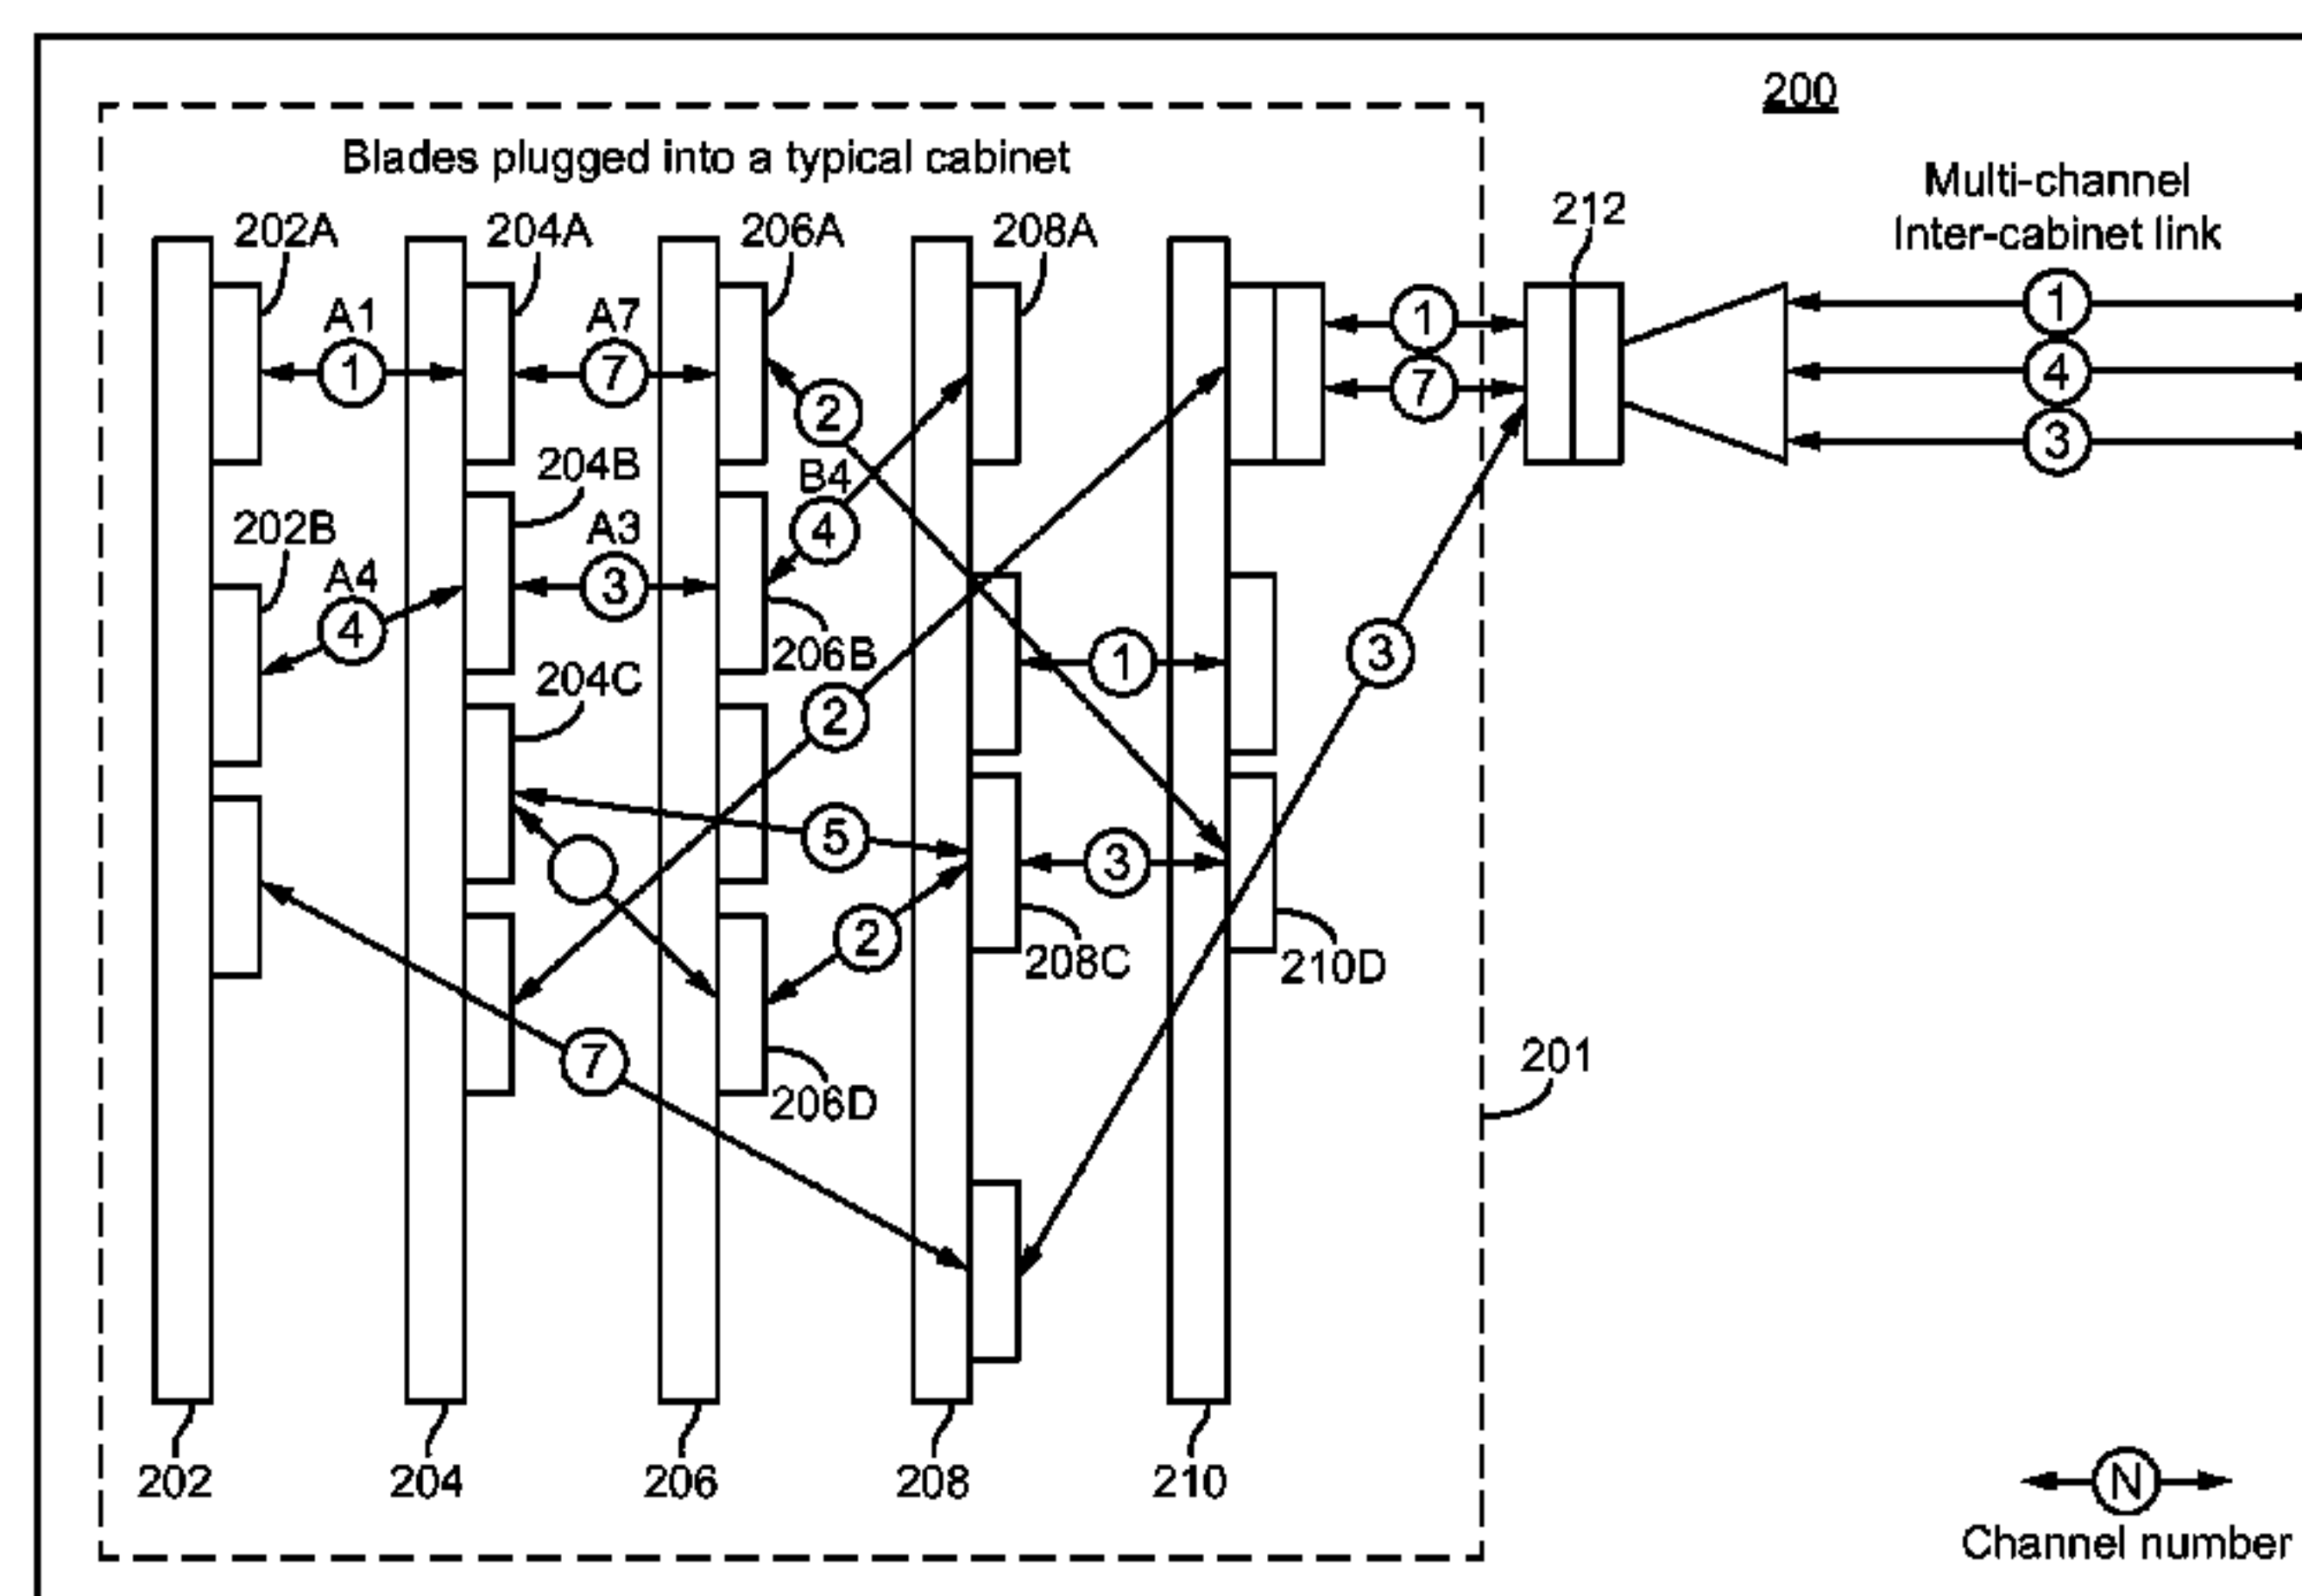 200
Blades plugged into a typical cabinet
Multi-channel
Inter-cabinet link
212
202A
204A
206A
208A
A1
A7
1
7
2
1
7
1
4
3
204B
B4
202B
A3
4
3
A4
4
206B
204C
1
3
2
5
3
2
208C
210D
7
206D
201
202
204
206
208
210
N
Channel number